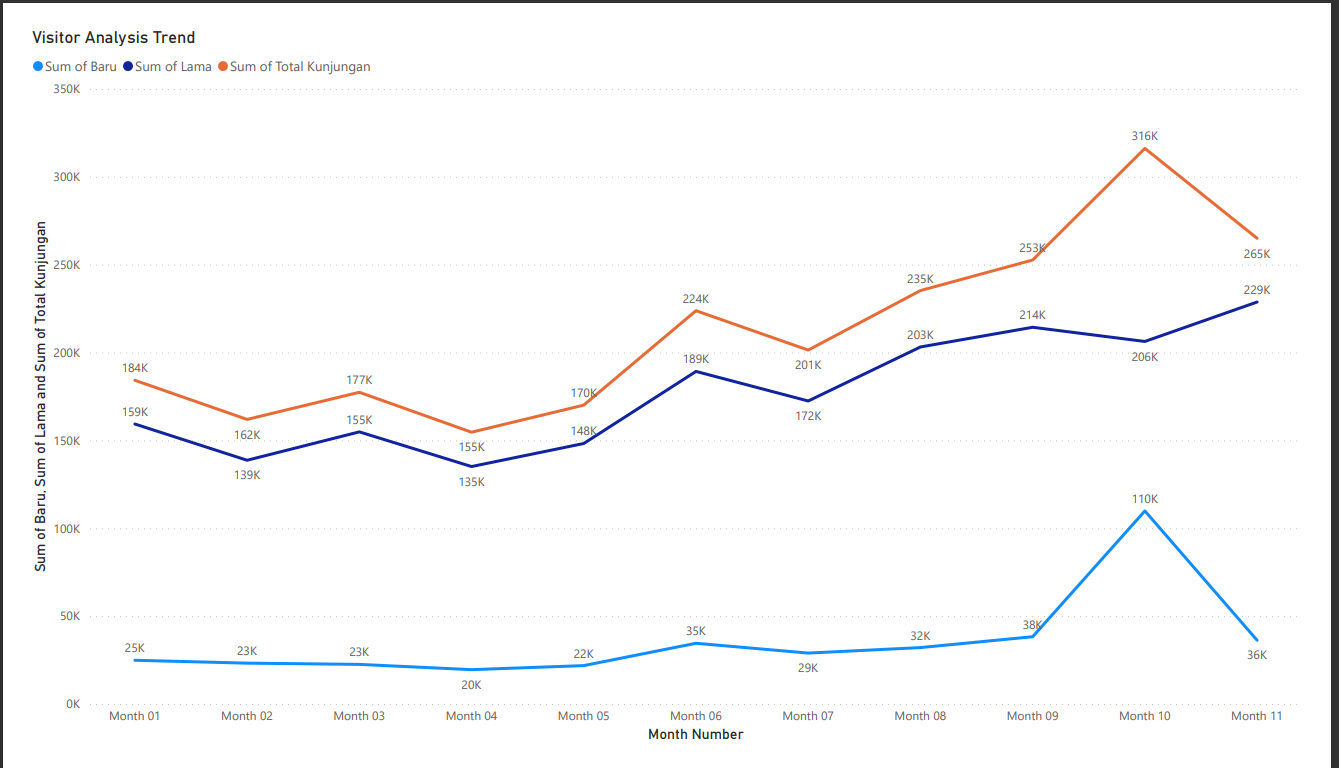 Visitor Analysis Trend
Sum of Baru Sum of Lama Sum of Total Kunjungan
Sum of Baru, Sum of Lama and Sum of Total Kunjungan
350K
300K
250K
200K
150K
100K
50K
0K
184K 162K 177K 155K 170K 224K 201K 235K 253K 316K 265K
159K 139K 155K 135K 148K 189K 172K 203K 214K 206K 229K
25K 23K 23K 20K 22K 35K 29K 32K 38K 110K 36K
Month 01 Month 02 Month 03 Month 04 Month 05 Month 06 Month 07 Month 08 Month 09 Month 10 Month 11
Month Number